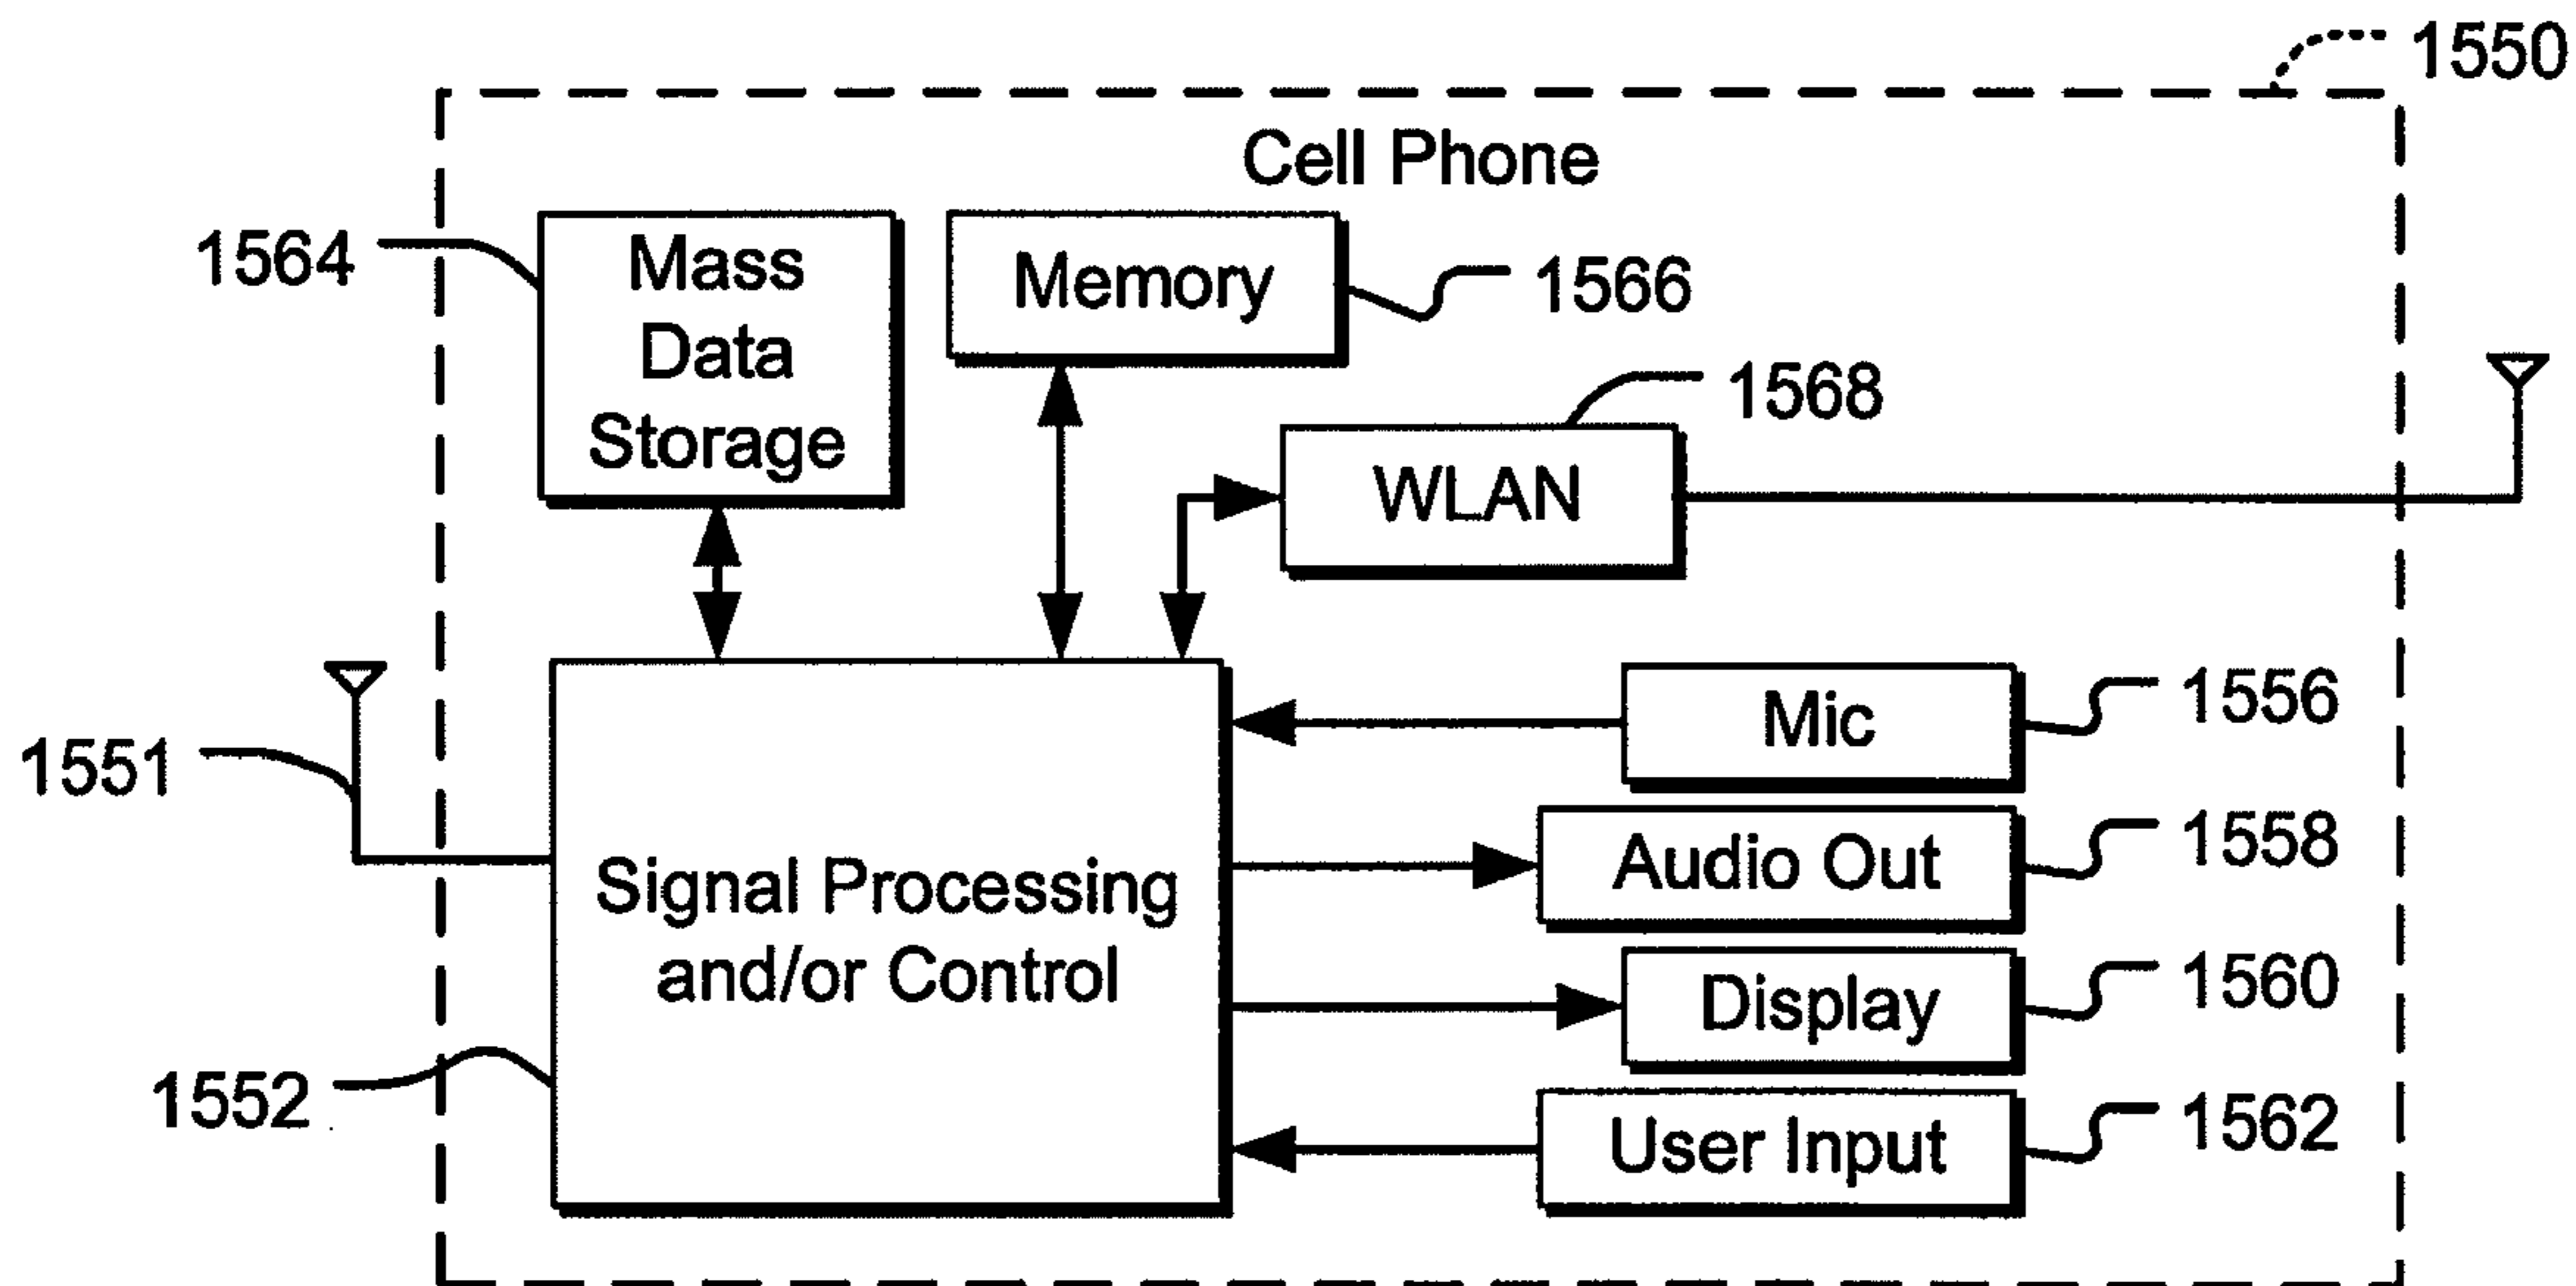 1550
Cell Phone
1564
Mass
Data
Storage
Memory
1566
1568
WLAN
1551
1552
Signal Processing
and/or Control
Mic
1556
Audio Out
1558
Display
1560
User Input
1562